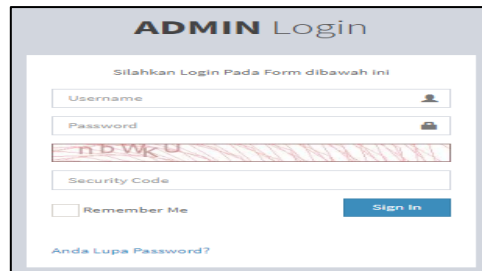 ADMIN Login
Silahkan Login Pada Form dibawah ini
Username
Password
nbWKU
Security Code
Remember Me
Sign In
Anda Lupa Password?